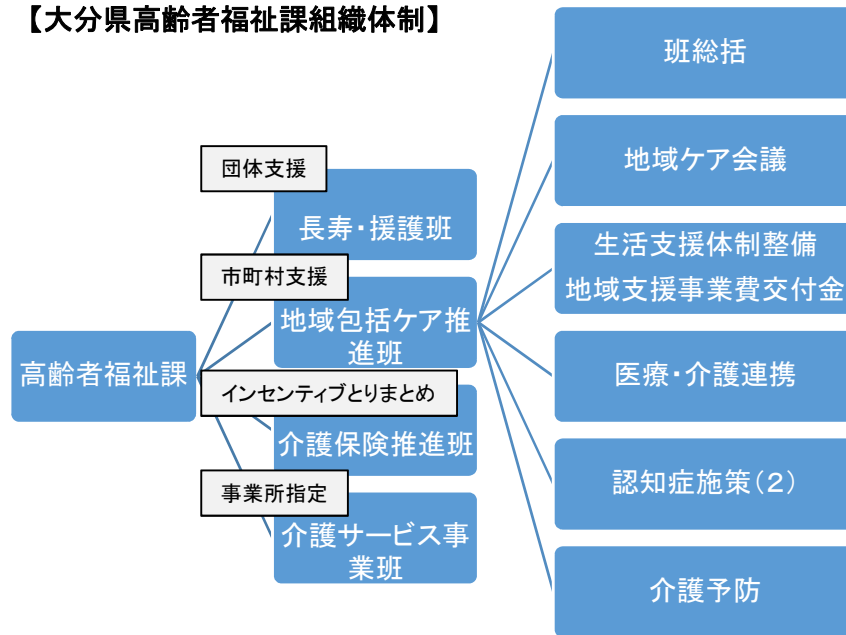 【大分県高齢者福祉課組織体制】
高齢者福祉課
団体支援
長寿・援護班
市町村支援
地域包括ケア推
進班
インセンティブとりまとめ
介護保険推進班
事業所指定
介護サービス事
業班
班総括
地域ケア会議
生活支援体制整備
地域支援事業費交付金
医療・介護連携
認知症施策(2)
介護予防